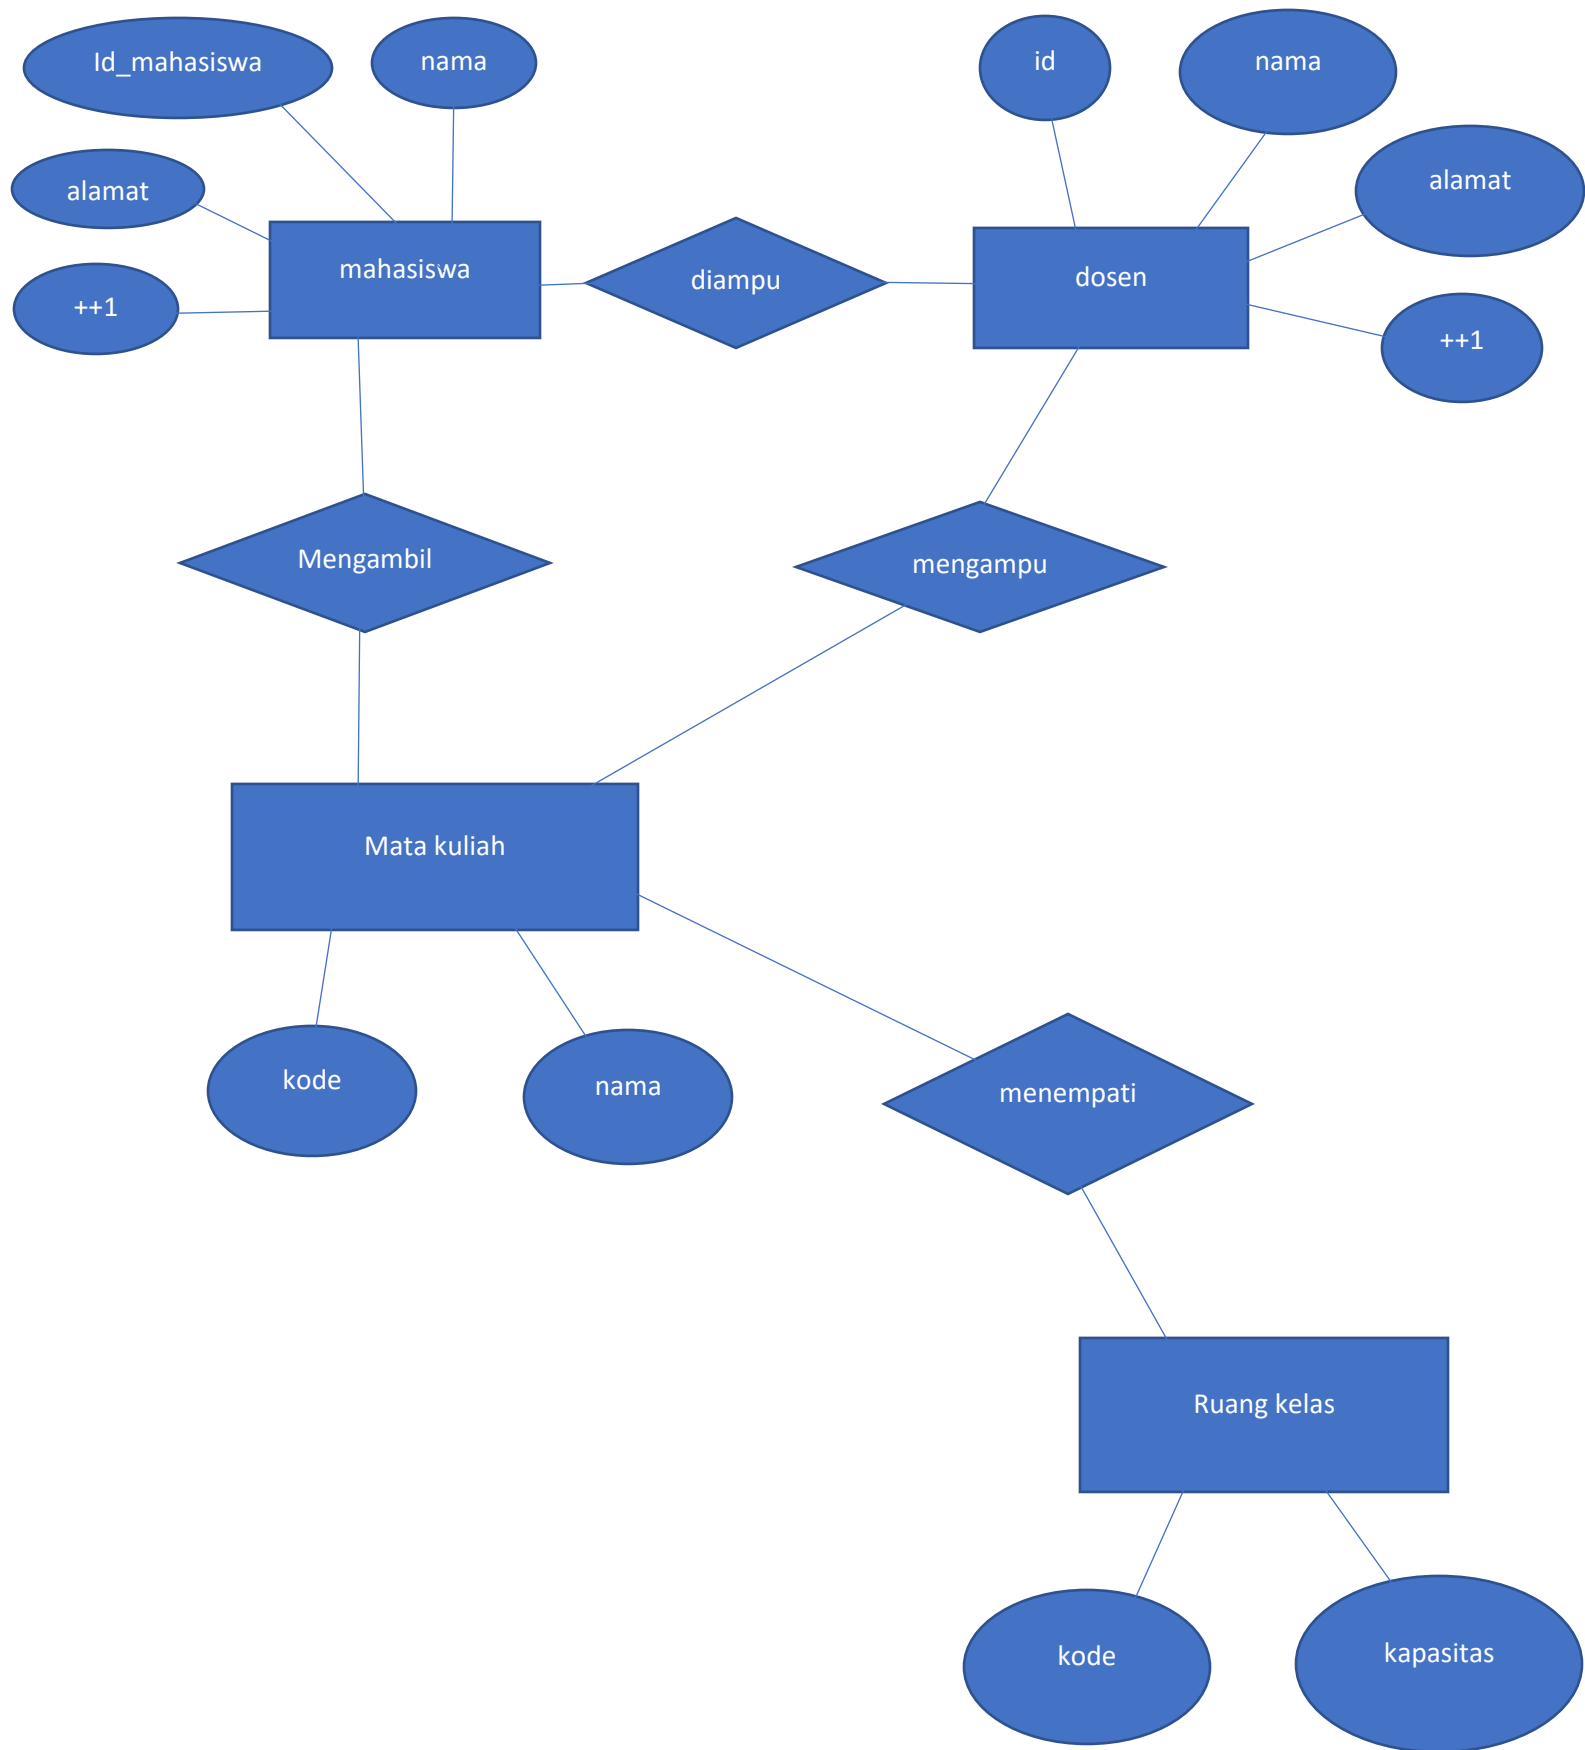 Id_mahasiswa
nama
id
nama
alamat
alamat
mahasiswa
diampu
dosen
++1
++1
Mengambil
mengampu
Mata kuliah
kode
nama
menempati
Ruang kelas
kode
kapasitas